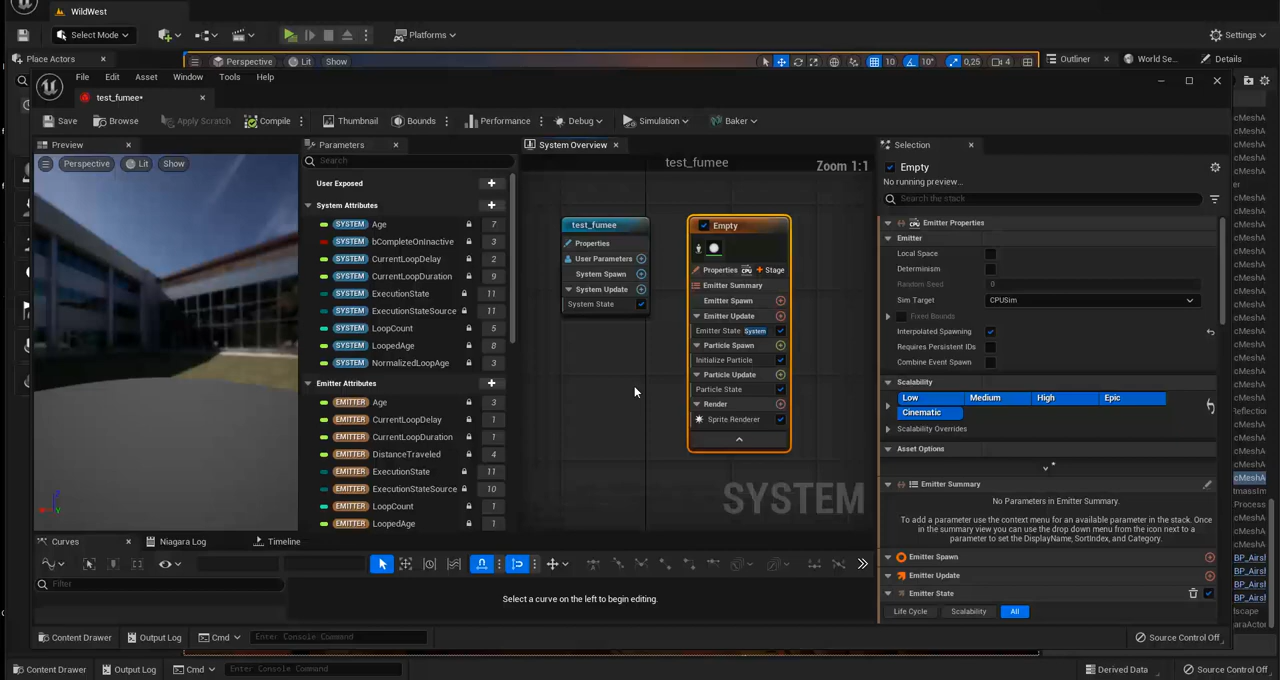 WildWest
Select Mode
Platforms
Settings
Place Actors
Perspective
Lit
Show
10
10°
0,25
4
Outliner
World Se...
Details
File
Edit
Asset
Window
Tools
Help
test_fumee•
Save
Browse
Apply Scratch
Compile
Thumbnail
Bounds
Performance
Debug
Simulation
Baker
Preview
Perspective
Lit
Show
Parameters
Search
User Exposed
System Attributes
SYSTEM Age 7
SYSTEM bCompleteOnInactive 3
SYSTEM CurrentLoopDelay 2
SYSTEM CurrentLoopDuration 9
SYSTEM ExecutionState 11
SYSTEM ExecutionStateSource 11
SYSTEM LoopCount 5
SYSTEM LoopedAge 8
SYSTEM NormalizedLoopAge 3
Emitter Attributes
EMITTER Age 3
EMITTER CurrentLoopDelay 1
EMITTER CurrentLoopDuration 1
EMITTER DistanceTraveled 4
EMITTER ExecutionState 11
EMITTER ExecutionStateSource 10
EMITTER LoopCount 1
EMITTER LoopedAge 1
System Overview
test_fumee
Zoom 1:1
test_fumee
Properties
User Parameters
System Spawn
System Update
System State
Empty
Properties
Stage
Emitter Summary
Emitter Spawn
Emitter Update
Emitter State System
Particle Spawn
Initialize Particle
Particle Update
Particle State
Render
Sprite Renderer
SYSTEM
Selection
Empty
No running preview...
Search the stack
Emitter Properties
Emitter
Local Space
Determinism
Random Seed 0
Sim Target CPUSim
Fixed Bounds
Interpolated Spawning
Requires Persistent IDs
Combine Event Spawn
Scalability
Low Medium High Epic
Cinematic
Scalability Overrides
Asset Options
Emitter Summary
No Parameters in Emitter Summary.
To add a parameter use the context menu for an available parameter in the stack. Once
in the summary view you can use the drop down menu from the icon next to a
parameter to set the DisplayName, SortIndex, and Category.
Emitter Spawn
Emitter Update
Emitter State
Life Cycle
Scalability
All
Curves
Niagara Log
Timeline
Filter
Select a curve on the left to begin editing.
Content Drawer
Output Log
Cmd
Enter Console Command
Source Control Off
Content Drawer
Output Log
Cmd
Enter Console Command
Derived Data
Source Control Off